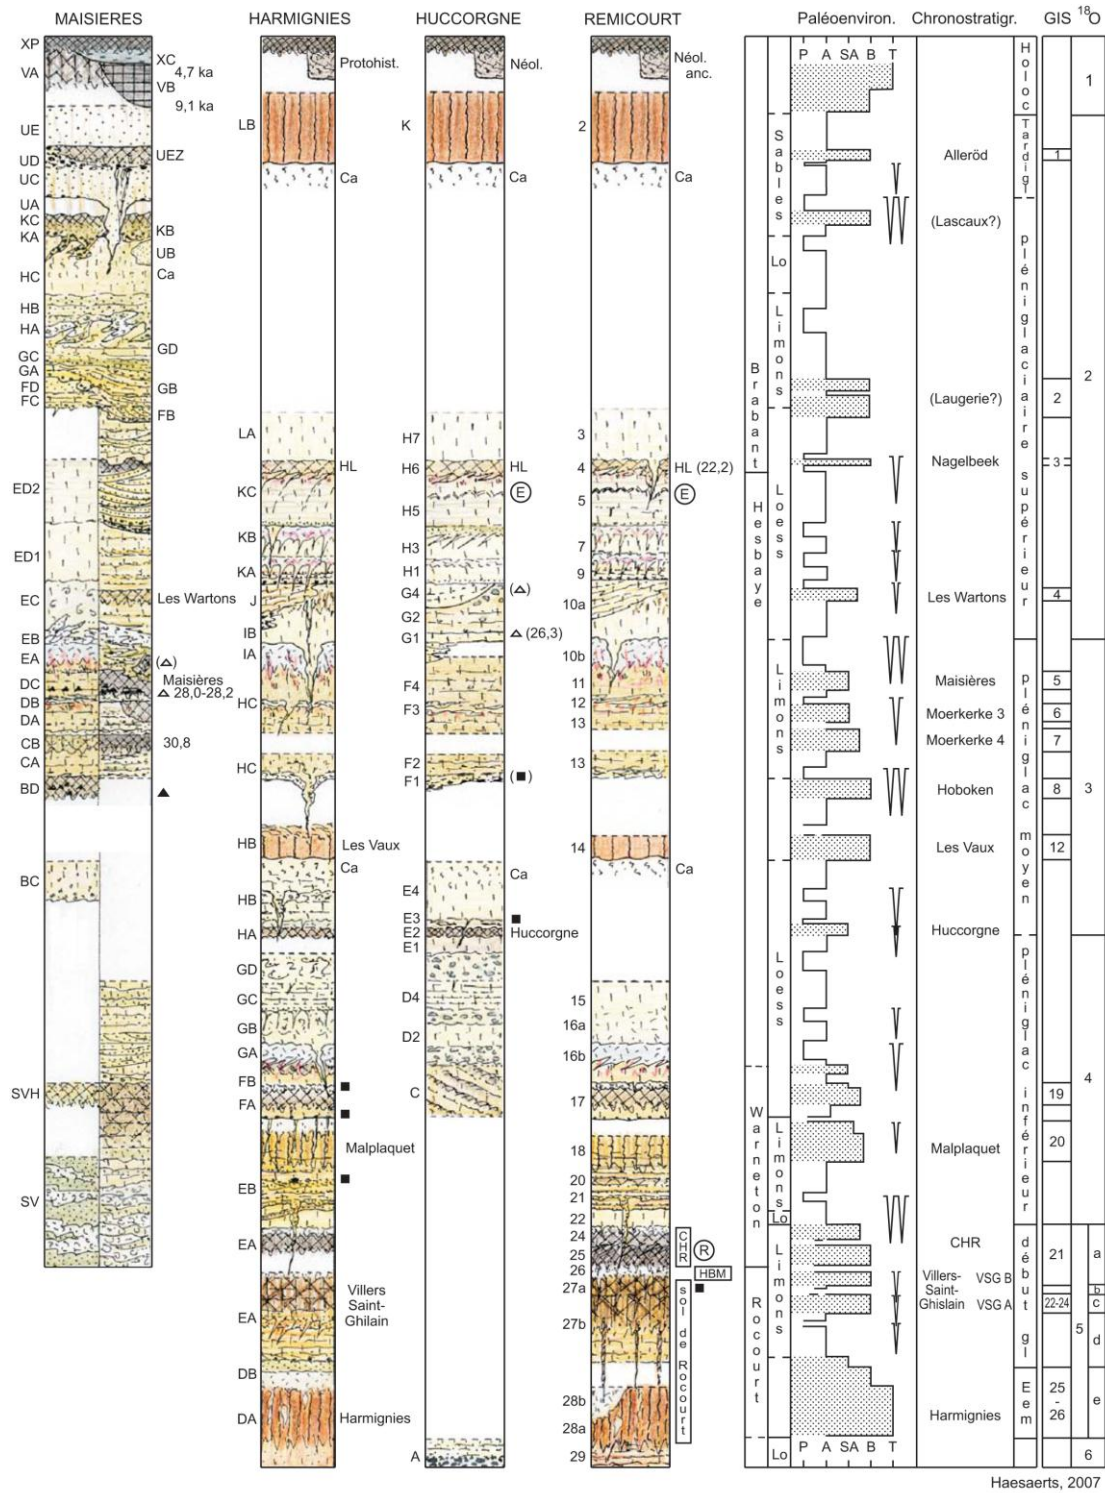 MAISIERES
HARMIGNIES
HUCCORGNE
REMICOURT
Paléoenviron.
Chronostratigr.
GIS
18O
XP
VA
UE
UD
UC
UA
KC
KA
HC
HB
HA
GC
GA
FD
FC
ED2
ED1
EC
EB
EA
DC
DB
DA
CB
CA
BD
BC
SVH
SV
XC
4,7 ka
VB
9,1 ka
UEZ
KB
UB
Ca
GD
GB
FB
Les Wartons
(△)
Maisières
△ 28,0-28,2
30,8
▲
LB
LA
KC
KB
KA
J
IB
IA
HC
HC
HB
HB
HA
GD
GC
GB
GA
FB
FA
EB
EA
EA
DB
DA
Protohist.
Ca
HL
Les Vaux
Ca
■
■
Malplaquet
■
Villers
Saint-
Ghilain
Harmignies
K
H7
H6
H5
H3
H1
G4
G2
G1
F4
F3
F2
F1
E4
E3
E2
E1
D4
D2
C
A
Néol.
Ca
HL
E
(△)
△ (26,3)
(■)
Ca
■
Huccorgne
2
3
4
5
7
9
10a
10b
11
12
13
13
14
15
16a
16b
17
18
20
21
22
24
25
26
27a
27b
28b
28a
29
Néol.
anc.
Ca
HL (22,2)
E
Ca
CHR
R
HBM
■
sol de Rocourt
Brabant
Hesbaye
Warneton
Rocourt
Sables
Lo
Limons
Loess
Limons
Loess
Limons
Lo
Limons
Lo
P A SA B T
P A SA B T
Alleröd
(Lascaux?)
(Laugerie?)
Nagelbeek
Les Wartons
Maisières
Moerkerke 3
Moerkerke 4
Hoboken
Les Vaux
Huccorgne
Malplaquet
CHR
Villers-
Saint-
Ghislain
VSG B
VSG A
Harmignies
Holoc
Tardigl
pléniglaciaire supérieur
pléniglac moyen
pléniglac inférieur
début gl
Eem
1
2
3
4
5
6
7
8
12
19
20
21
22-24
25
-
26
1
2
3
4
5
a
b
c
d
e
6
Haesaerts, 2007